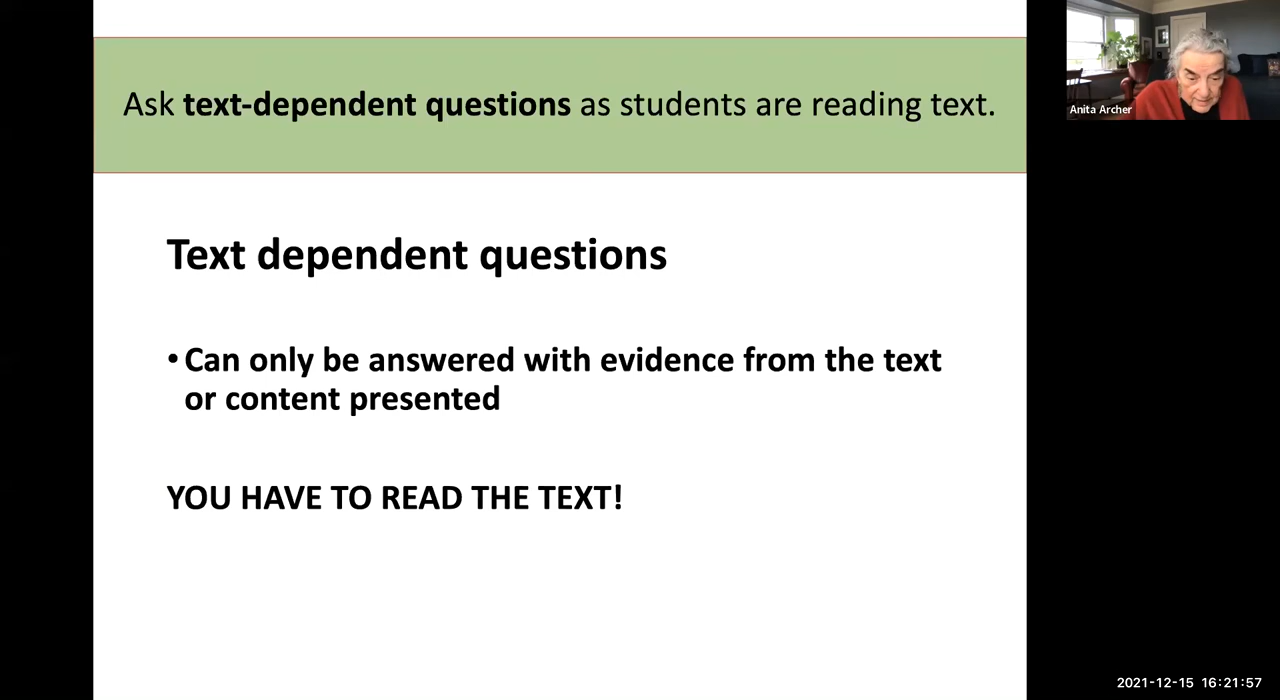 Ask text-dependent questions as students are reading text.
Anita Archer
Text dependent questions
• Can only be answered with evidence from the text
or content presented
YOU HAVE TO READ THE TEXT!
2021-12-15 16:21:57